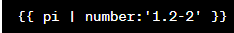 {{ pi | number:'1.2-2' }}